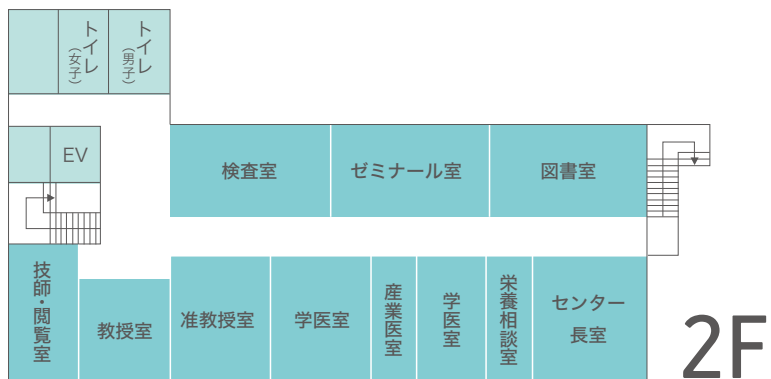 トイレ
(女子)
トイレ
(男子)
EV
検査室
ゼミナール室
図書室
技師・閲覧室
教授室
准教授室
学医室
産業医室
学医室
栄養相談室
センター
長室
2F